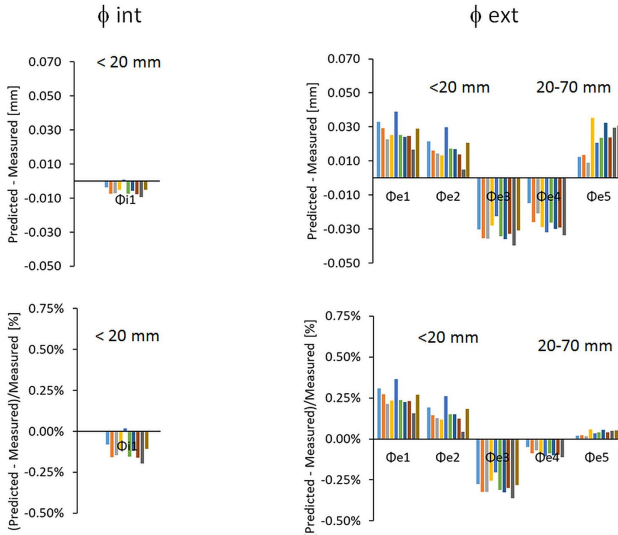 ϕ int
ϕ ext
0.070
0.050
0.030
0.010
-0.010
-0.030
-0.050
Predicted - Measured [mm]
< 20 mm
Φi1
0.070
0.050
0.030
0.010
-0.010
-0.030
-0.050
Predicted - Measured [mm]
<20 mm
20-70 mm
Φe1
Φe2
Φe3
Φe4
Φe5
0.75%
0.50%
0.25%
0.00%
-0.25%
-0.50%
(Predicted - Measured)/Measured [%]
< 20 mm
Φi1
0.75%
0.50%
0.25%
0.00%
-0.25%
-0.50%
(Predicted - Measured)/Measured [%]
<20 mm
20-70 mm
Φe1
Φe2
Φe3
Φe4
Φe5